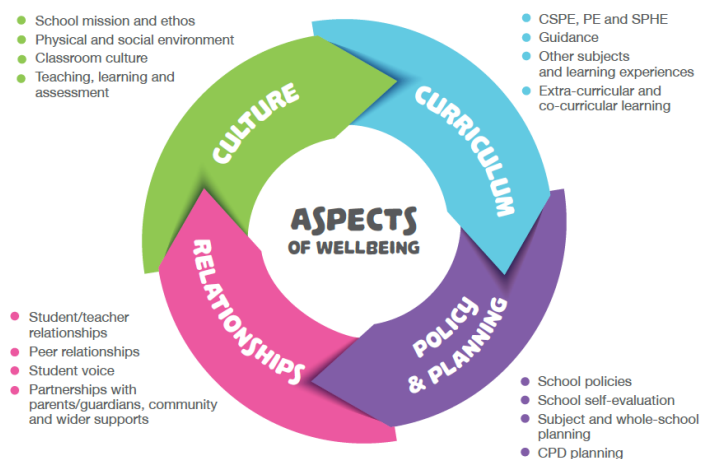 School mission and ethos
Physical and social environment
Classroom culture
Teaching, learning and
assessment
CSPE, PE and SPHE
Guidance
Other subjects
and learning experiences
Extra-curricular and
co-curricular learning
CULTURE
CURRICULUM
ASPECTS
OF WELLBEING
RELATIONSHIPS
POLICY
& PLANNING
Student/teacher
relationships
Peer relationships
Student voice
Partnerships with
parents/guardians, community
and wider supports
School policies
School self-evaluation
Subject and whole-school
planning
CPD planning